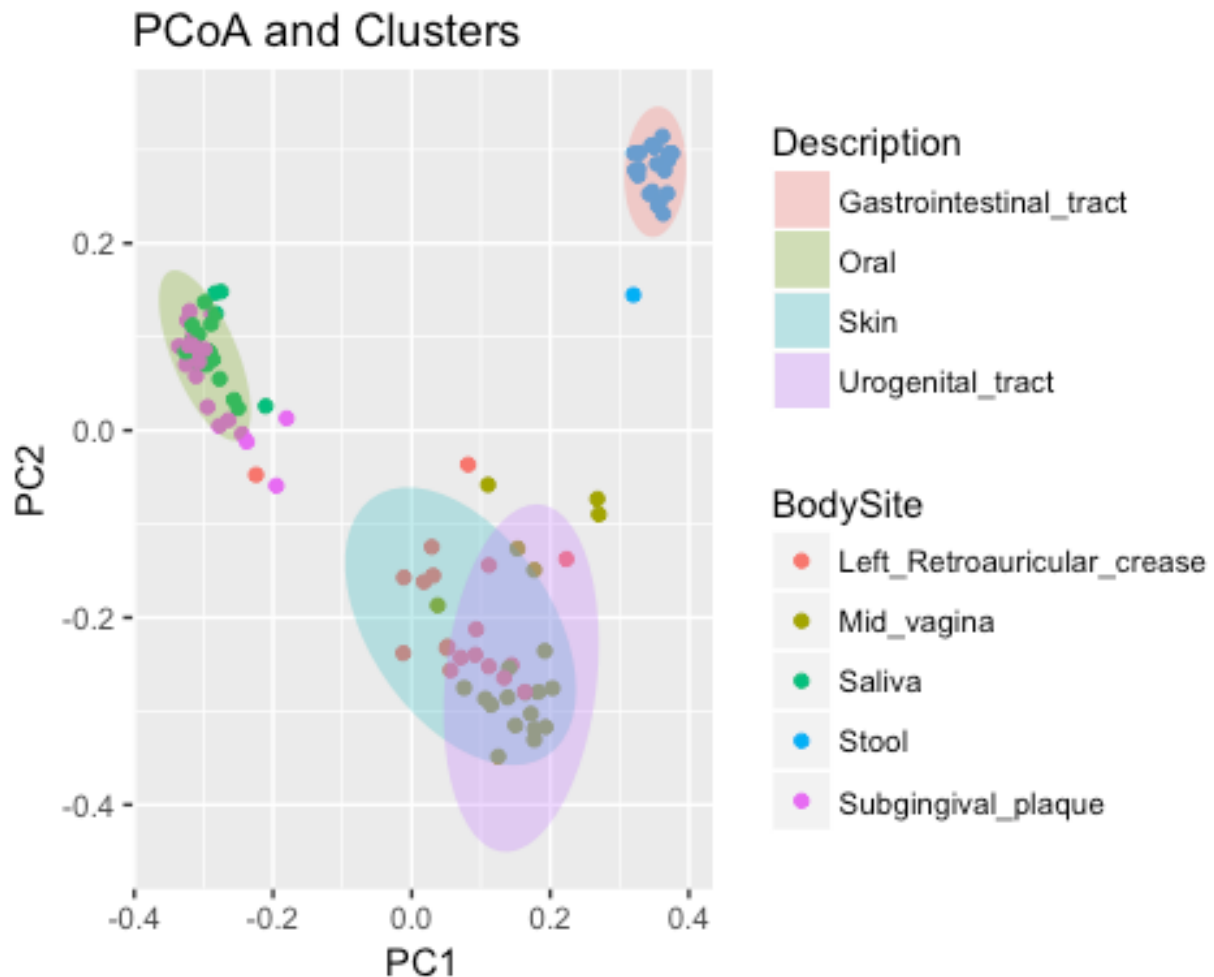 PCoA and Clusters
0.2
0.0
-0.2
-0.4
PC2
-0.4
-0.2
0.0
0.2
0.4
PC1
Description
Gastrointestinal_tract
Oral
Skin
Urogenital_tract
BodySite
Left_Retroauricular_crease
Mid_vagina
Saliva
Stool
Subgingival_plaque